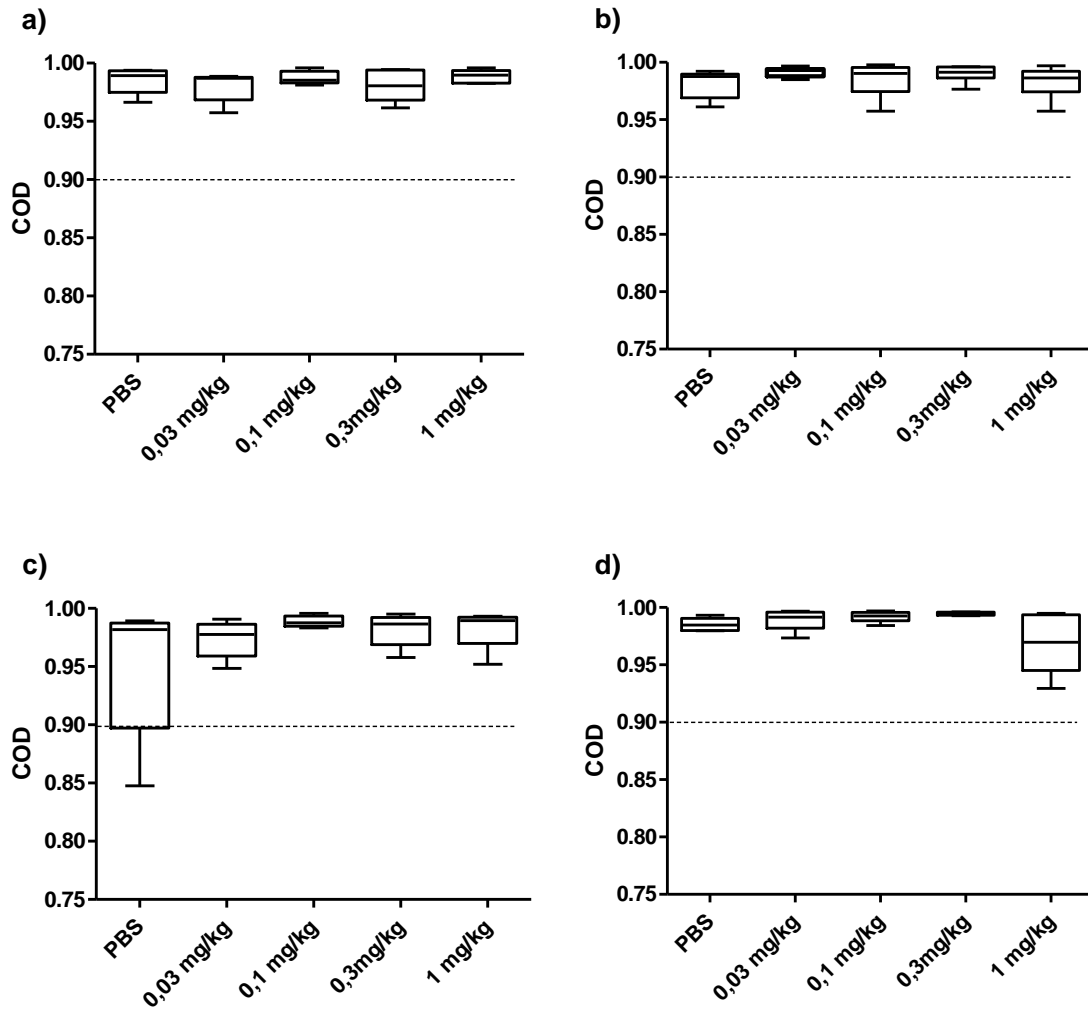 a)
1.00
0.95
0.90
0.85
0.80
0.75
COD
PBS
0,03 mg/kg
0,1 mg/kg
0,3mg/kg
1 mg/kg
b)
1.00
0.95
0.90
0.85
0.80
0.75
COD
PBS
0,03 mg/kg
0,1 mg/kg
0,3mg/kg
1 mg/kg
c)
1.00
0.95
0.90
0.85
0.80
0.75
COD
PBS
0,03 mg/kg
0,1 mg/kg
0,3mg/kg
1 mg/kg
d)
1.00
0.95
0.90
0.85
0.80
0.75
COD
PBS
0,03 mg/kg
0,1 mg/kg
0,3mg/kg
1 mg/kg